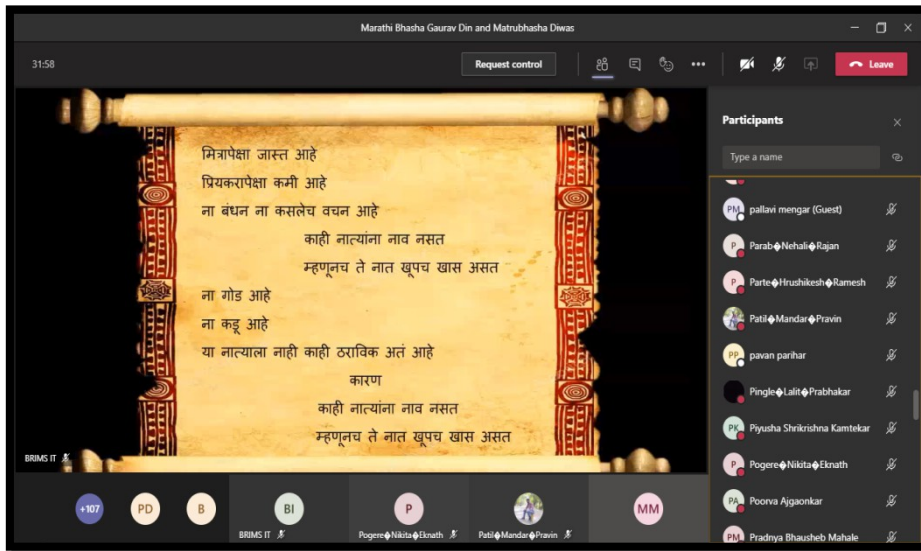 Marathi Bhasha Gaurav Din and Matrubhasha Diwas
31:58
Request control
Leave
मित्रापेक्षा जास्त आहे
प्रियकरापेक्षा कमी आहे
ना बंधन ना कसलेच वचन आहे
काही नात्यांना नाव नसत
म्हणूनच ते नात खूपच खास असत
ना गोड आहे
ना कडू आहे
या नात्याला नाही काही ठराविक अतं आहे
कारण
काही नात्यांना नाव नसत
म्हणूनच ते नात खूपच खास असत
BRIMS IT
+107
PD
B
BI
BRIMS IT
P
Pogere�Nikita�Eknath
Patil�Mandar�Pravin
MM
Participants
Type a name
PM pallavi mengar (Guest)
P Parab�Nehali�Rajan
P Parte�Hrushikesh�Ramesh
Patil�Mandar�Pravin
PP pavan parihar
Pingle�Lalit�Prabhakar
PK Piyusha Shrikrishna Kamtekar
P Pogere�Nikita�Eknath
PA Poorva Ajgaonkar
PM Pradnya Bhausheb Mahale